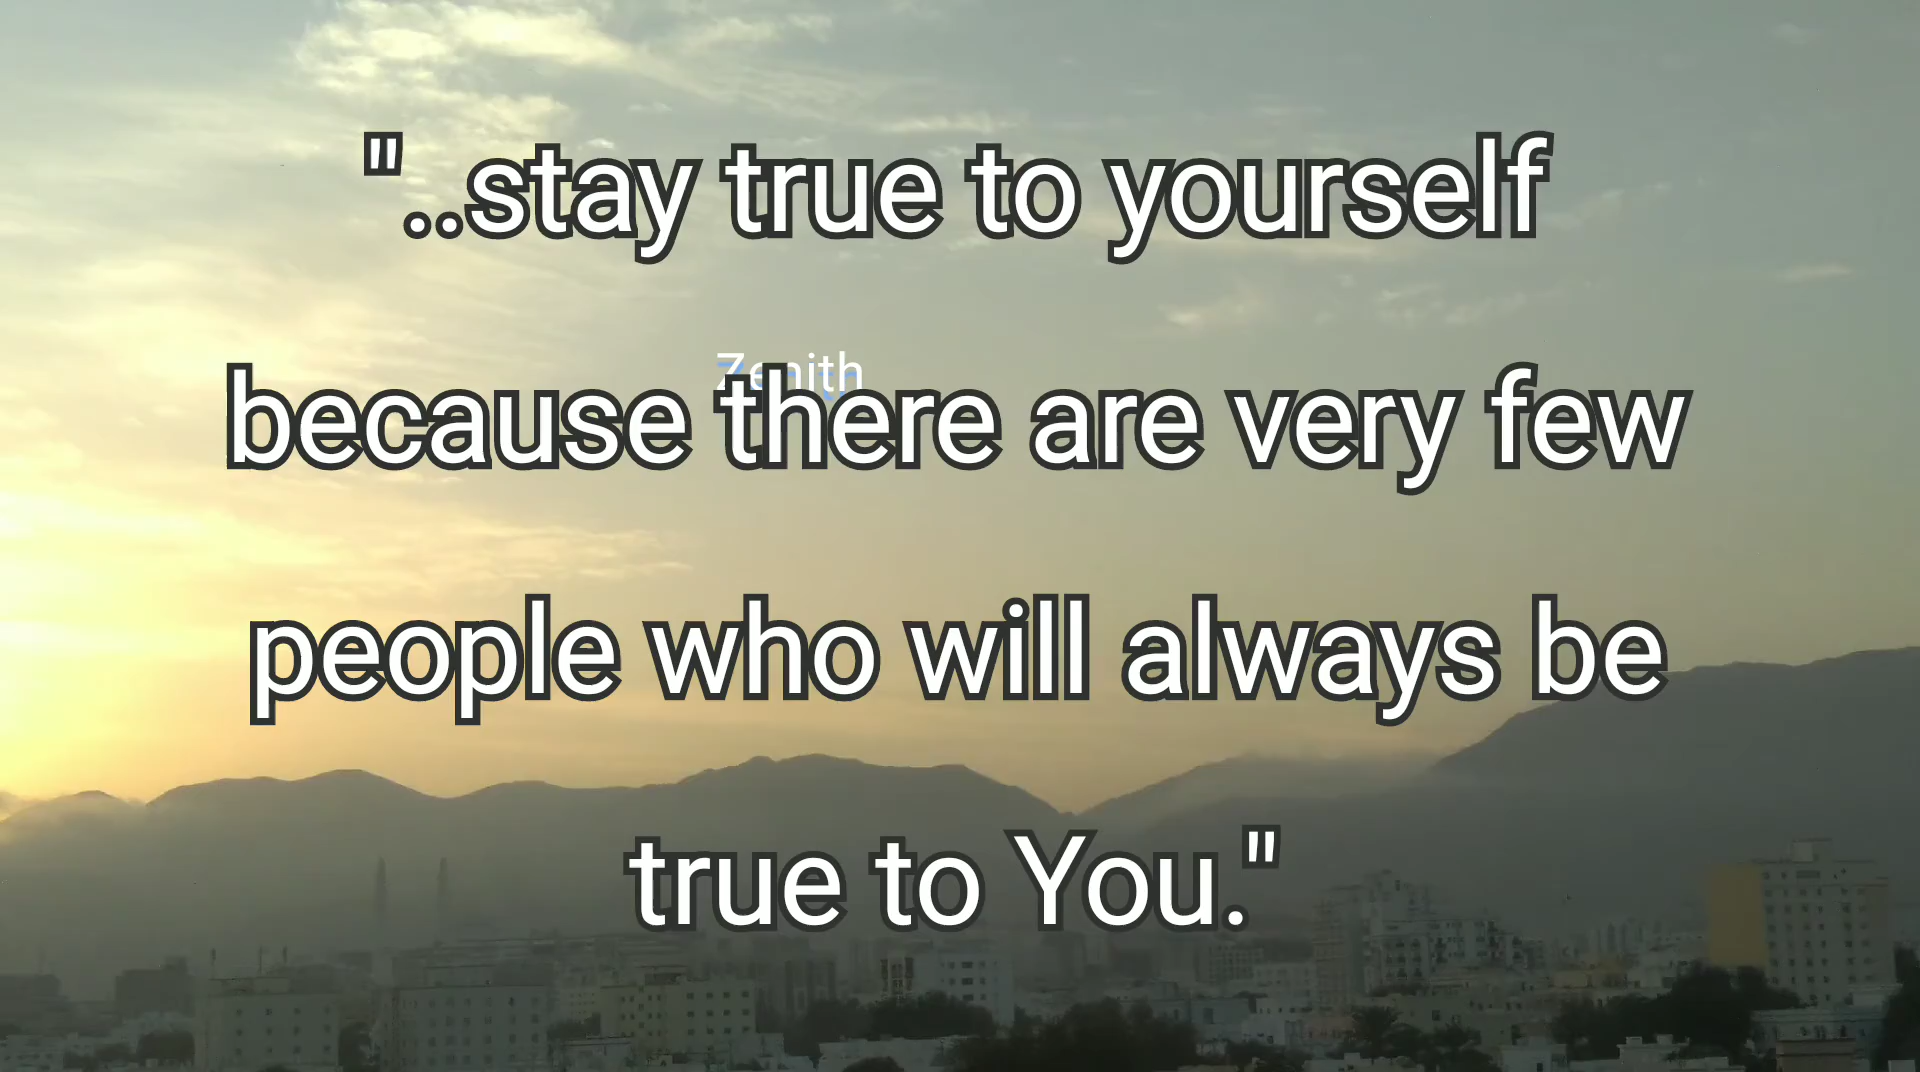 "..stay true to yourself
Zenith
because there are very few
people who will always be
true to You."